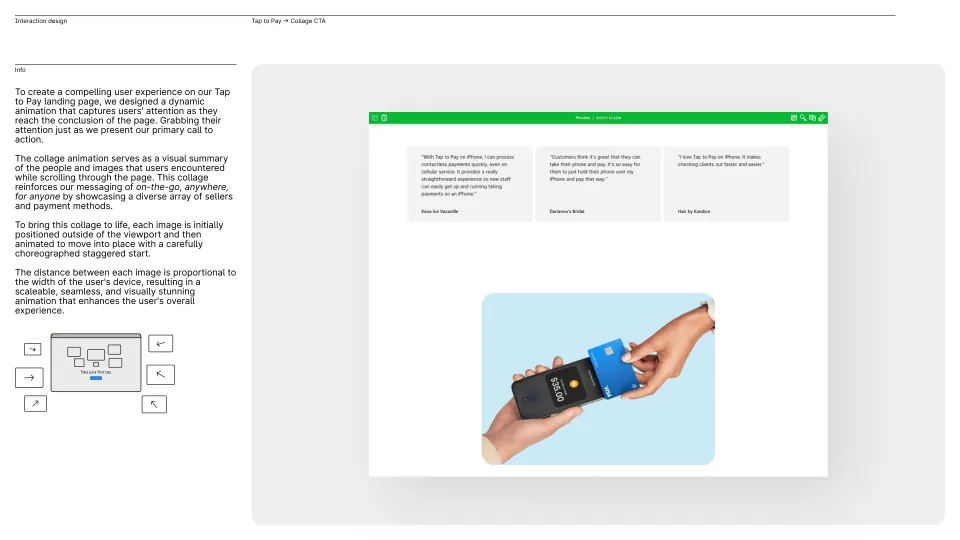 Interaction design
Tap to Pay → Collage CTA
Info
To create a compelling user experience on our Tap
to Pay landing page, we designed a dynamic
animation that captures users' attention as they
reach the conclusion of the page. Grabbing their
attention just as we present our primary call to
action.
The collage animation serves as a visual summary
of the people and images that users encountered
while scrolling through the page. This collage
reinforces our messaging of on-the-go, anywhere,
for anyone by showcasing a diverse array of sellers
and payment methods.
To bring this collage to life, each image is initially
positioned outside of the viewport and then
animated to move into place with a carefully
choreographed staggered start.
The distance between each image is proportional to
the width of the user's device, resulting in a
scaleable, seamless, and visually stunning
animation that enhances the user's overall
experience.
Take your first tap.
Preview | Switch to Live
"With Tap to Pay on iPhone, I can process
contactless payments quickly, even on
cellular service. It provides a really
straightforward experience so new staff
can easily get up and running taking
payments on an iPhone."
Kona Ice Vacaville
"Customers think it's great that they can
take their phone and pay. It's so easy for
them to just hold their phone over my
iPhone and pay that way."
Darianna's Bridal
"I love Tap to Pay on iPhone. It makes
checking clients out faster and easier."
Hair by Kandice
$35.00
VISA